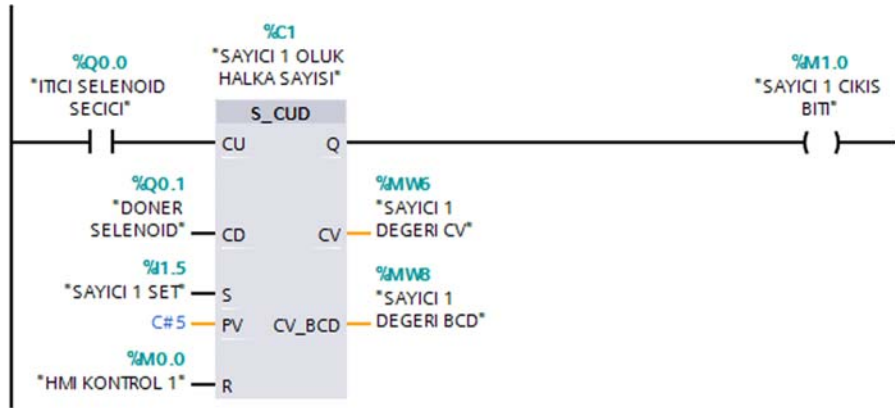 %C1
"SAYICI 1 OLUK
HALKA SAYISI"
%Q0.0
"ITICI SELENOID
SECICI"
%M1.0
"SAYICI 1 CIKIS
BITI"
S_CUD
CU
Q
%Q0.1
"DONER
SELENOID"
CD
CV
%MW6
"SAYICI 1
DEGERI CV"
%I1.5
"SAYICI 1 SET"
S
C#5
PV
CV_BCD
%MW8
"SAYICI 1
DEGERI BCD"
%M0.0
"HMI KONTROL 1"
R